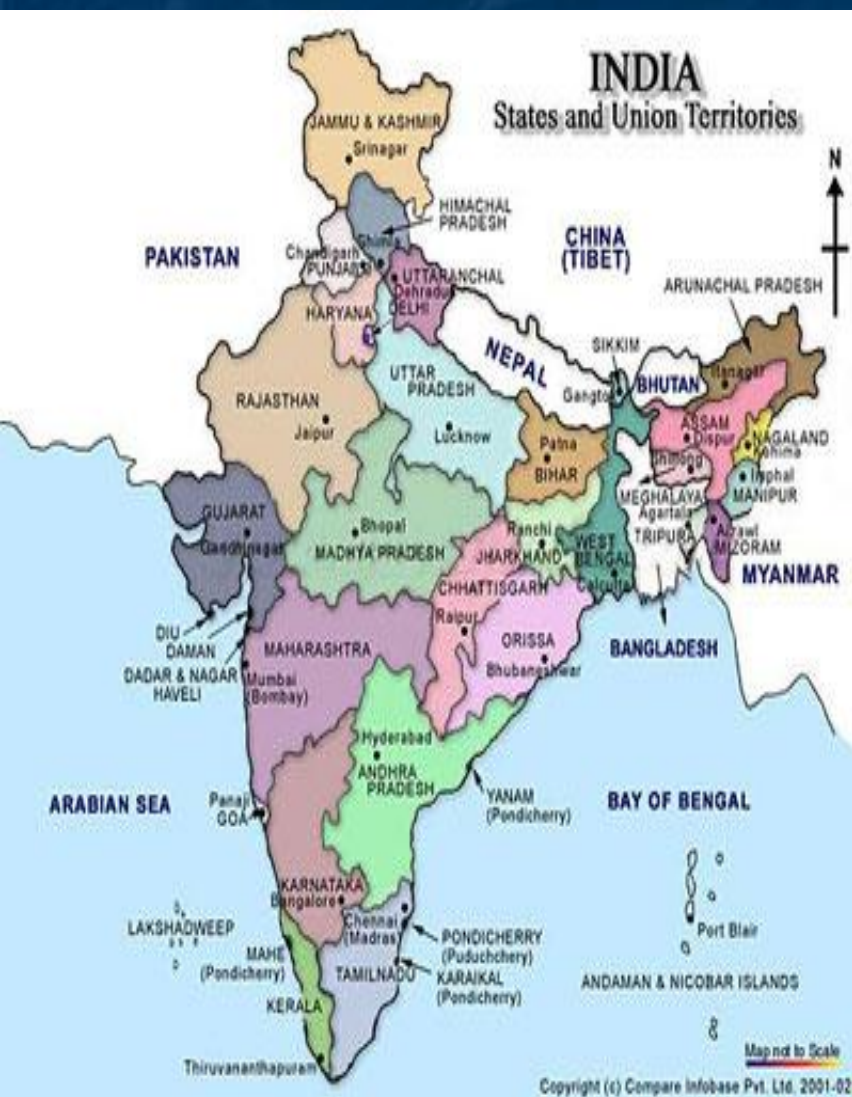 INDIA
States and Union Territories
N
JAMMU & KASHMIR
Srinagar
HIMACHAL
PRADESH
Shimla
PAKISTAN
CHINA
(TIBET)
Chandigarh
PUNJAB
UTTARANCHAL
Dehradun
HARYANA
DELHI
ARUNACHAL PRADESH
Itanagar
NEPAL
SIKKIM
Gangtok
BHUTAN
UTTAR
PRADESH
Lucknow
RAJASTHAN
Jaipur
ASSAM
Dispur
NAGALAND
Kohima
Shillong
MEGHALAYA
Imphal
MANIPUR
Agartala
TRIPURA
Aizawl
MIZORAM
MYANMAR
Patna
BIHAR
GUJARAT
Gandhinagar
Bhopal
MADHYA PRADESH
Ranchi
JHARKHAND
WEST
BENGAL
Calcutta
CHHATTISGARH
Raipur
ORISSA
Bhubaneshwar
BANGLADESH
DIU
DAMAN
DADAR & NAGAR
HAVELI
MAHARASHTRA
Mumbai
(Bombay)
Hyderabad
ANDHRA
PRADESH
YANAM
(Pondicherry)
ARABIAN SEA
BAY OF BENGAL
Panaji
GOA
KARNATAKA
Bangalore
Chennai
(Madras)
PONDICHERRY
(Puduchchery)
KARAIKAL
(Pondicherry)
LAKSHADWEEP
MAHE
(Pondicherry)
TAMILNADU
KERALA
Thiruvananthapuram
Port Blair
ANDAMAN & NICOBAR ISLANDS
Map not to Scale
Copyright (c) Compare Infobase Pvt. Ltd. 2001-02